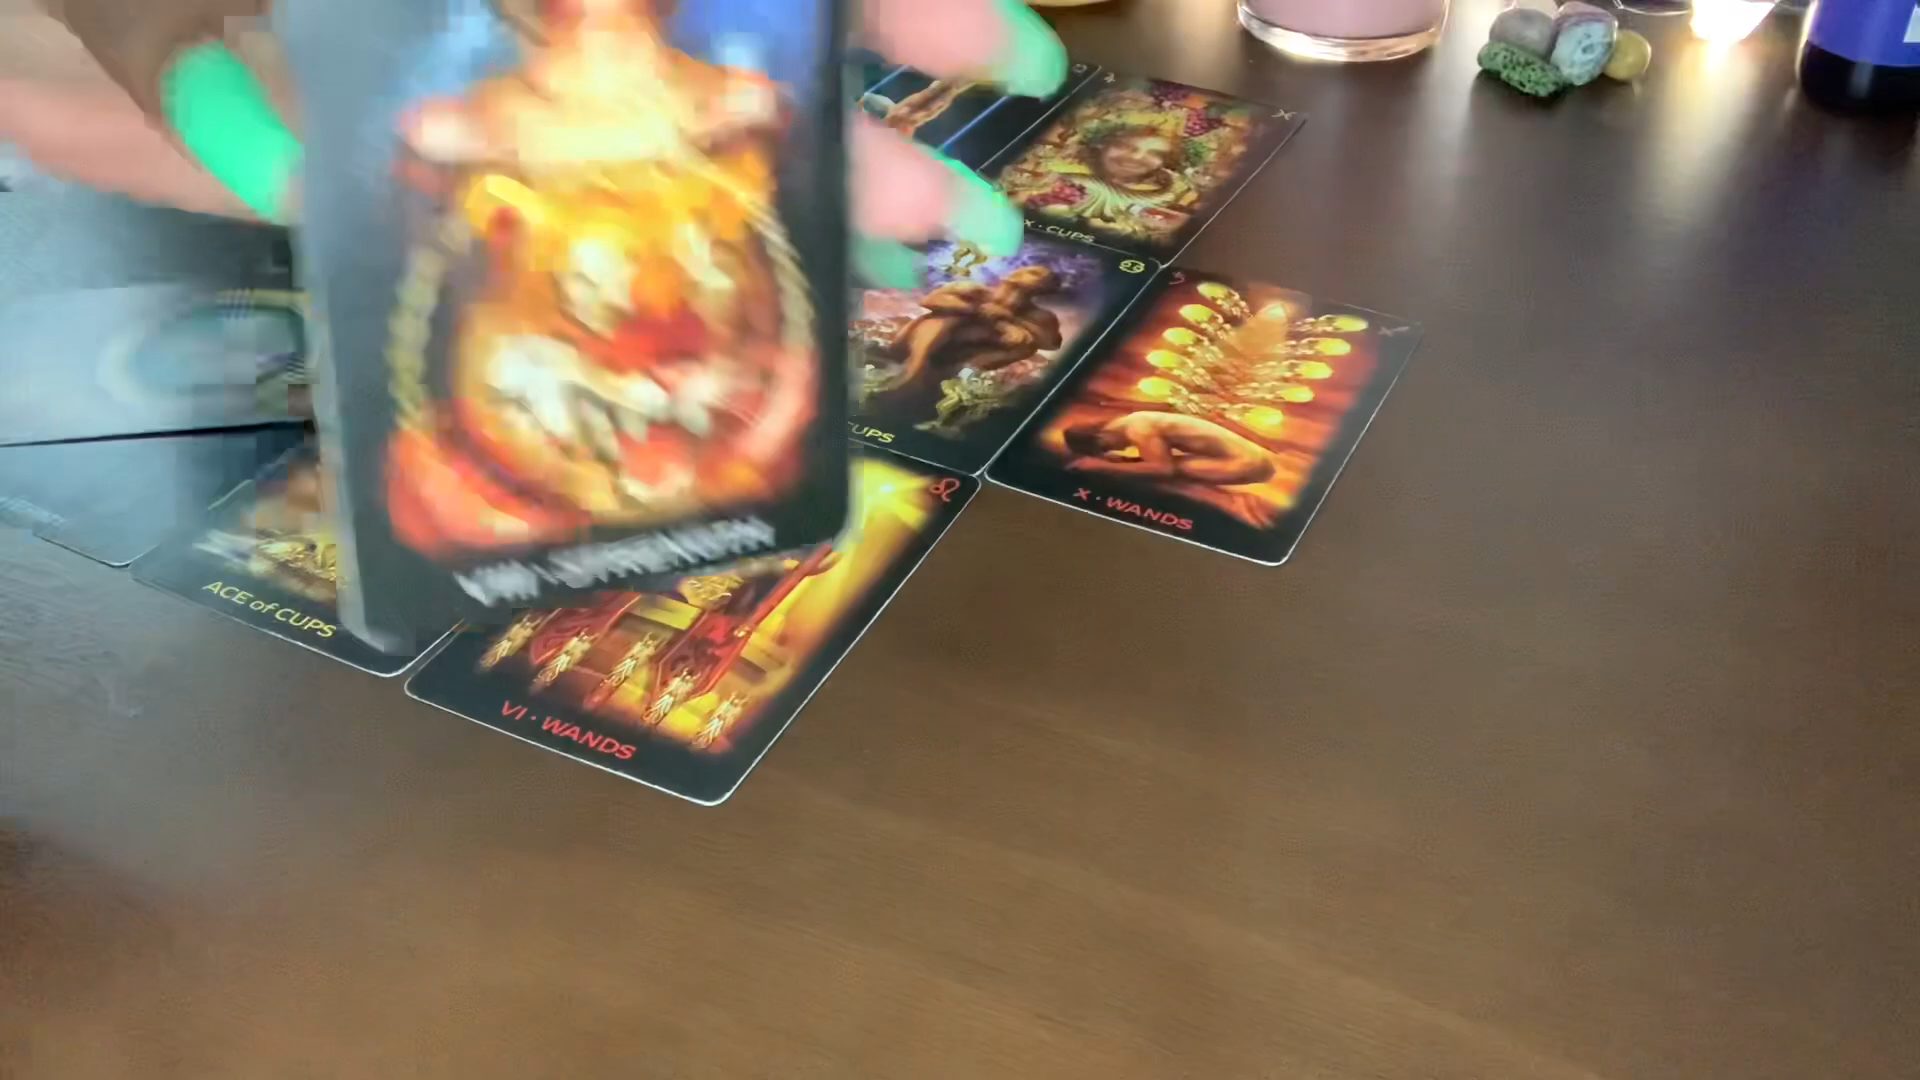 X · CUPS
CUPS
X · WANDS
ACE of CUPS
VI · WANDS